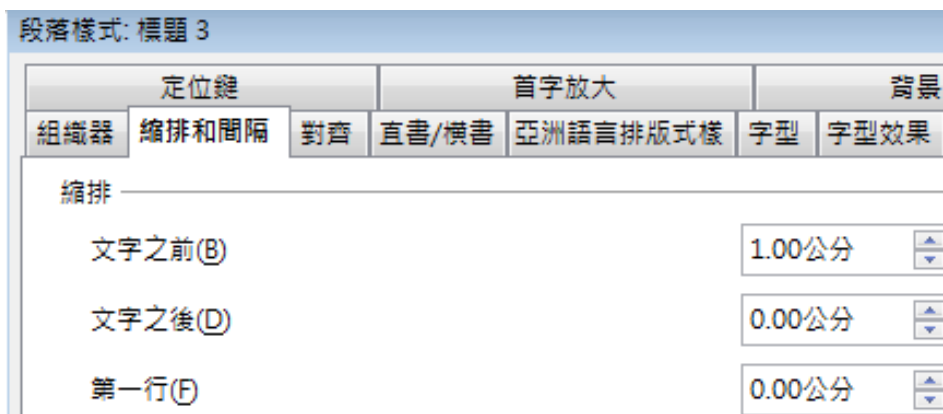 段落樣式: 標題 3
定位鍵 首字放大 背景
組織器 縮排和間隔 對齊 直書/橫書 亞洲語言排版式樣 字型 字型效果
縮排
文字之前(B) 1.00公分
文字之後(D) 0.00公分
第一行(F) 0.00公分